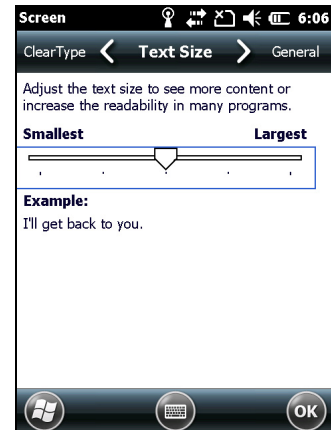 Screen 6:06
ClearType Text Size General
Adjust the text size to see more content or
increase the readability in many programs.
Smallest Largest
Example:
I'll get back to you.
OK